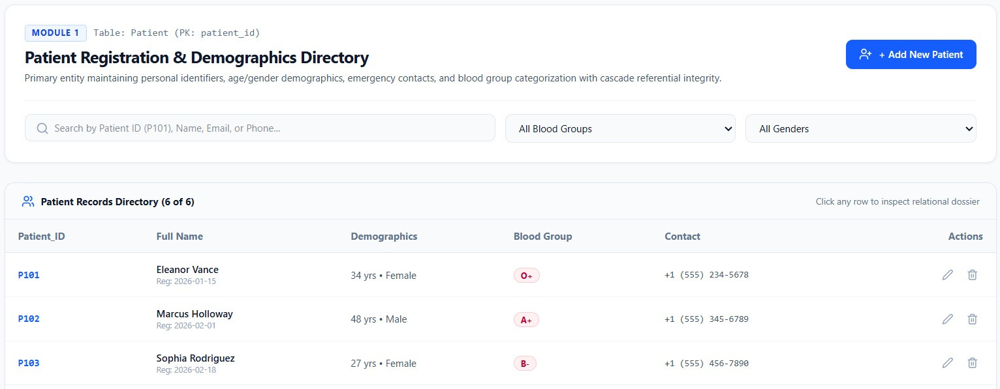 MODULE 1 Table: Patient (PK: patient_id)
Patient Registration & Demographics Directory
+ Add New Patient
Primary entity maintaining personal identifiers, age/gender demographics, emergency contacts, and blood group categorization with cascade referential integrity.
Search by Patient ID (P101), Name, Email, or Phone... All Blood Groups All Genders
Patient Records Directory (6 of 6) Click any row to inspect relational dossier
Patient_ID Full Name Demographics Blood Group Contact Actions
P101 Eleanor Vance 34 yrs • Female O+ +1 (555) 234-5678
Reg: 2026-01-15
P102 Marcus Holloway 48 yrs • Male A+ +1 (555) 345-6789
Reg: 2026-02-01
P103 Sophia Rodriguez 27 yrs • Female B- +1 (555) 456-7890
Reg: 2026-02-18